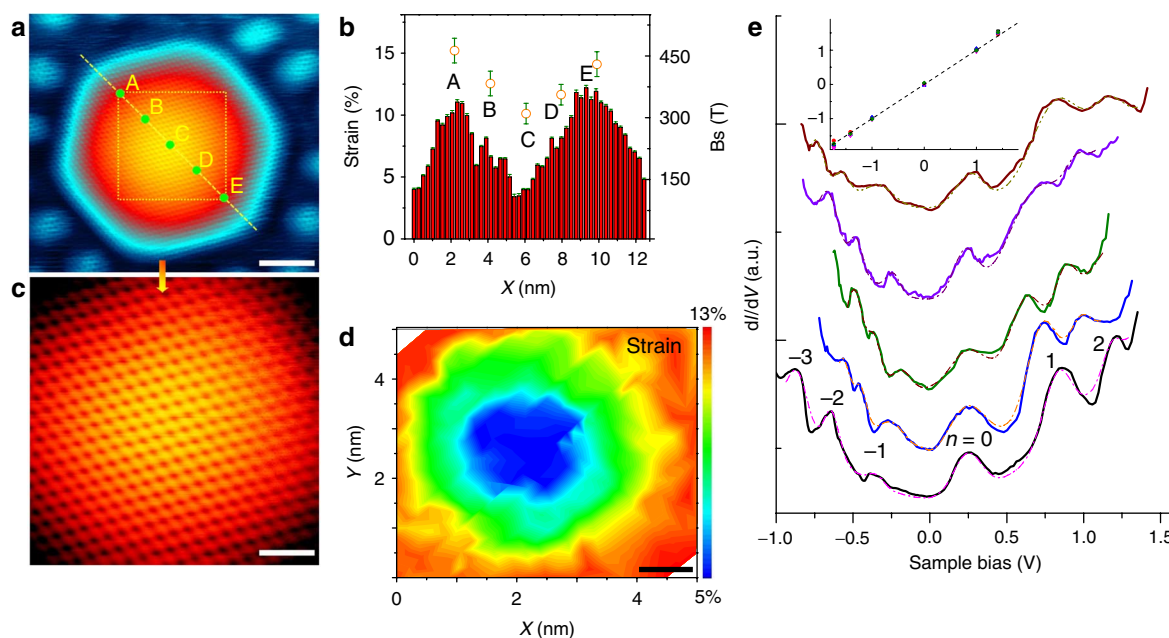 a
A
B
C
D
E
b
15
10
5
0
Strain (%)
A
B
C
D
E
450
300
150
Bs (T)
0 2 4 6 8 10 12
X (nm)
c
d
Strain
13%
5%
4
2
0
Y (nm)
0 2 4
X (nm)
e
1
0
−1
−1 0 1
−3
−2
−1
n = 0
1
2
dI/dV (a.u.)
−1.0 −0.5 0.0 0.5 1.0 1.5
Sample bias (V)